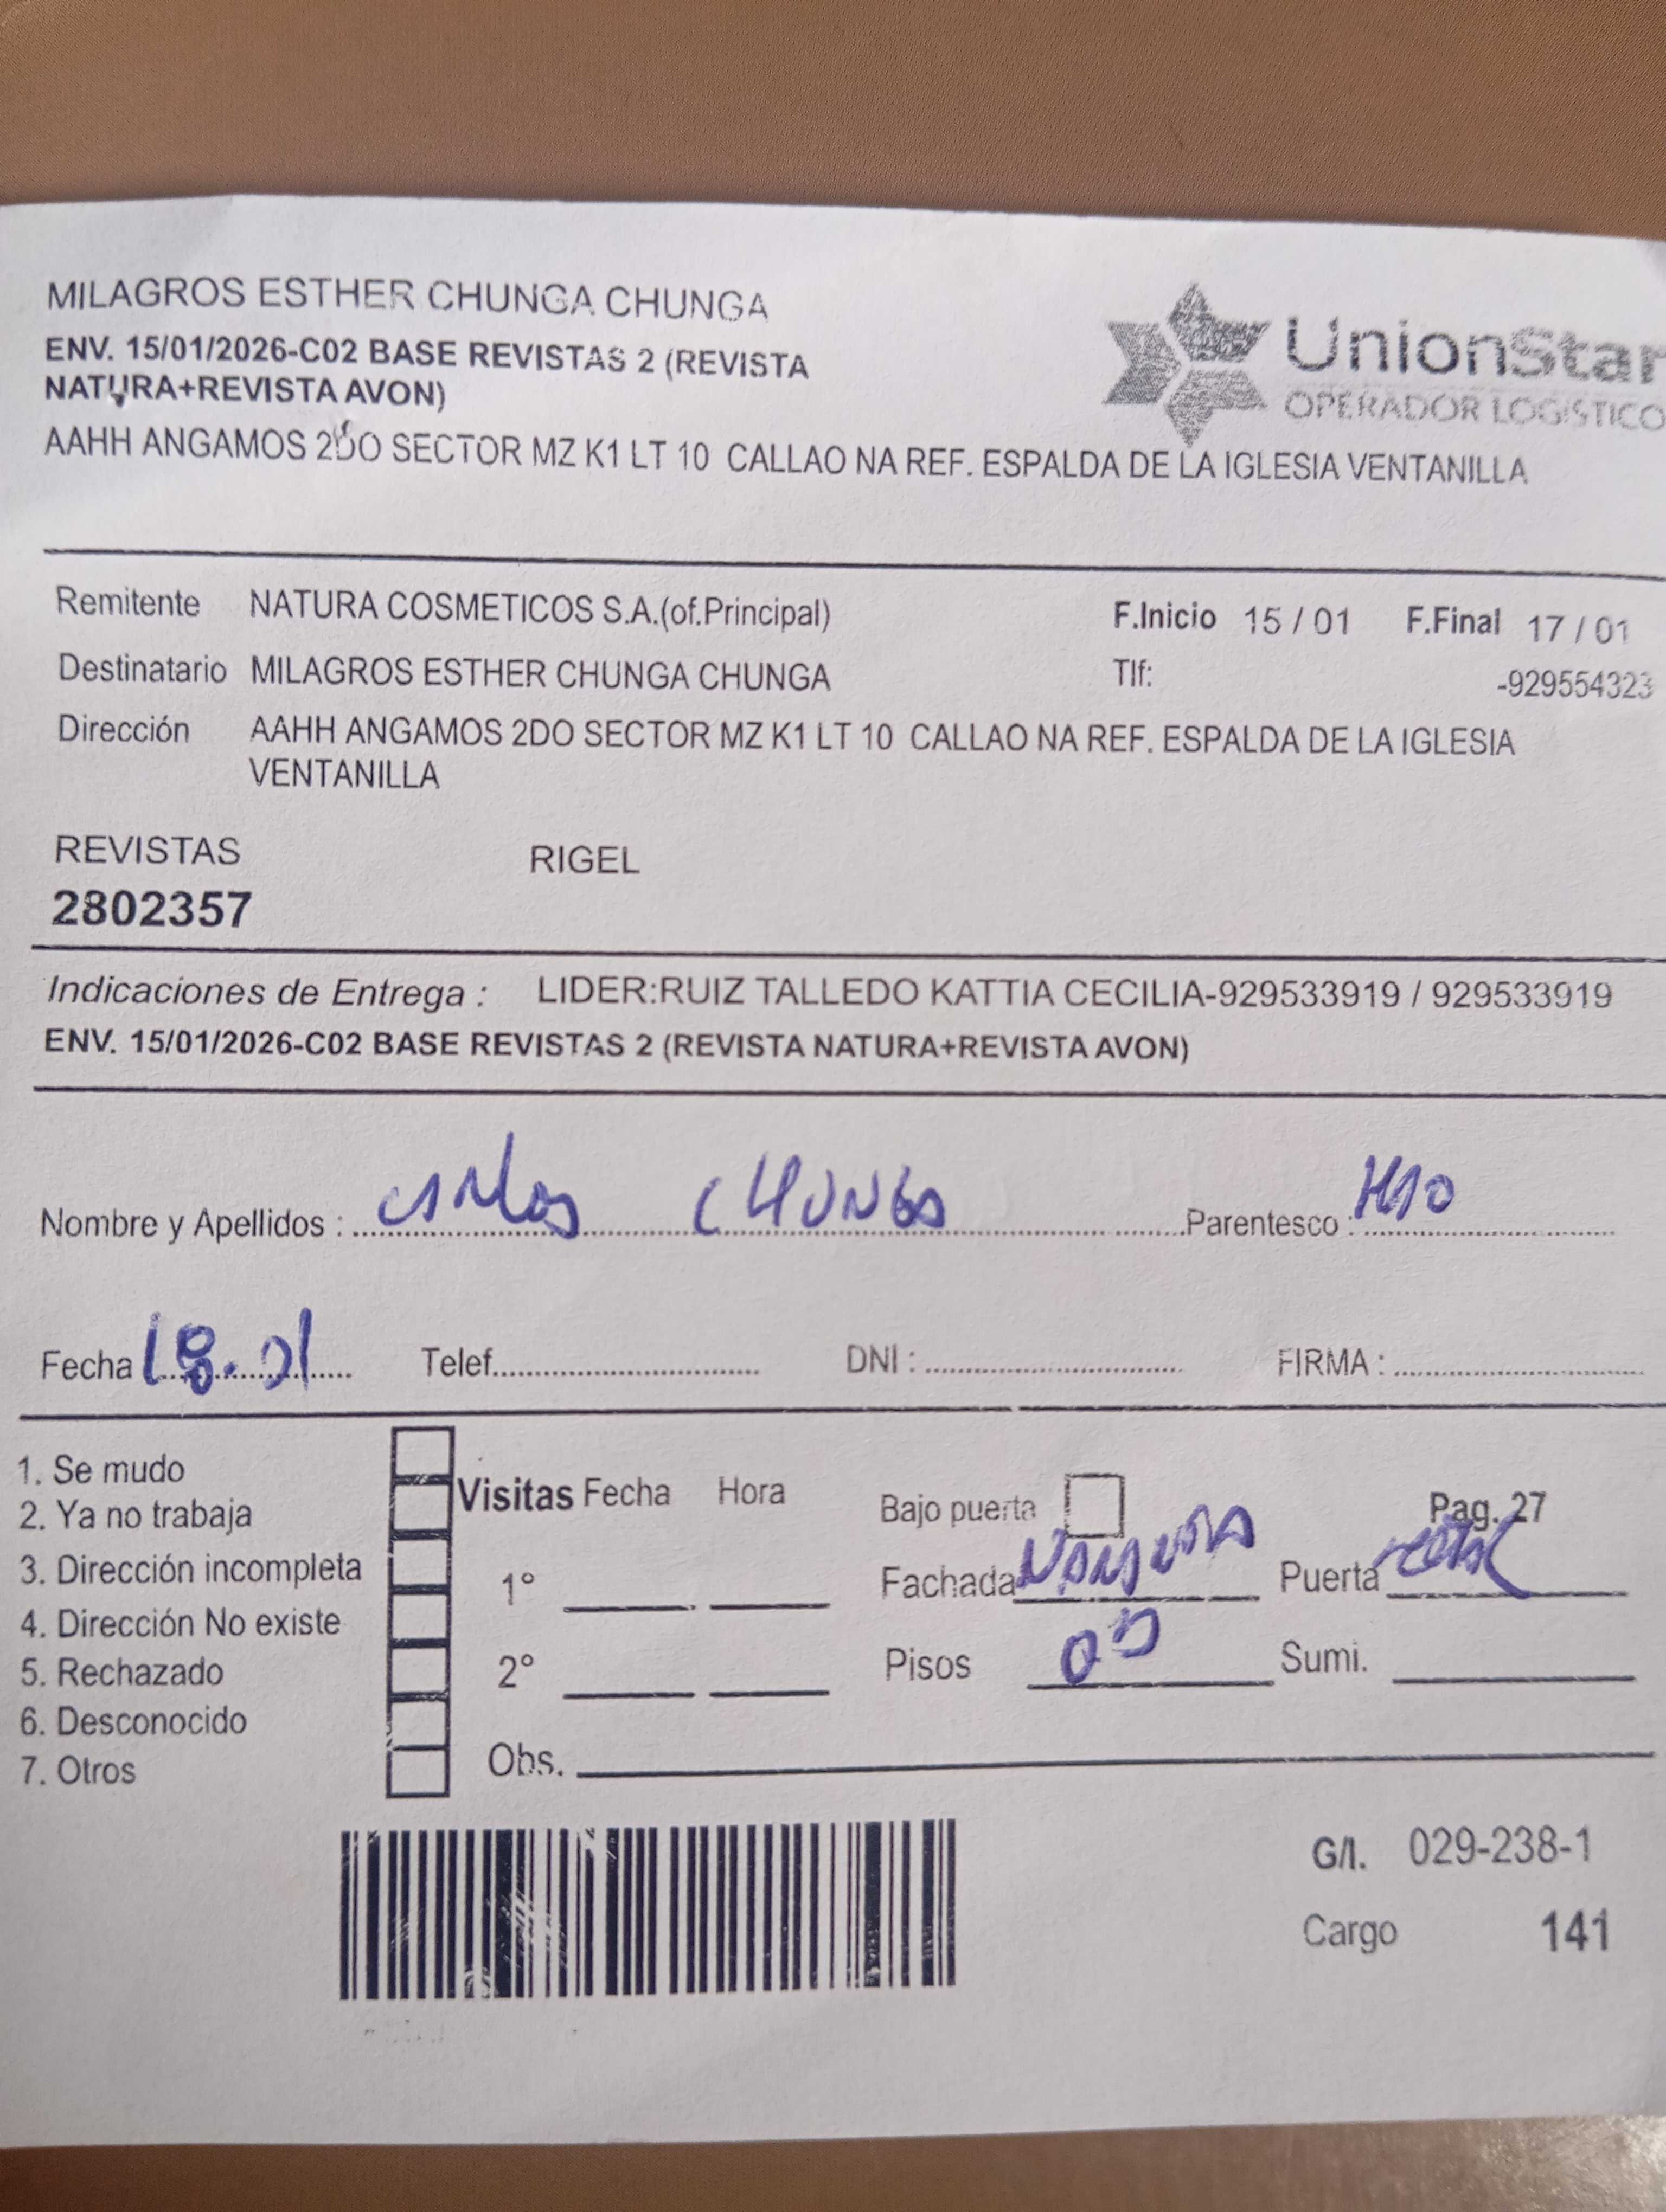 MILAGROS ESTHER CHUNGA CHUNGA
ENV. 15/01/2026-C02 BASE REVISTAS 2 (REVISTA
NATURA+REVISTA AVON)
UnionStar
OPERADOR LOGISTICO
AAHH ANGAMOS 2DO SECTOR MZ K1 LT 10 CALLAO NA REF. ESPALDA DE LA IGLESIA VENTANILLA
Remitente NATURA COSMETICOS S.A.(of.Principal) F.Inicio 15 / 01 F.Final 17 / 01
Destinatario MILAGROS ESTHER CHUNGA CHUNGA Tlf: -929554323
Dirección AAHH ANGAMOS 2DO SECTOR MZ K1 LT 10 CALLAO NA REF. ESPALDA DE LA IGLESIA
VENTANILLA
REVISTAS RIGEL
2802357
Indicaciones de Entrega : LIDER:RUIZ TALLEDO KATTIA CECILIA-929533919 / 929533919
ENV. 15/01/2026-C02 BASE REVISTAS 2 (REVISTA NATURA+REVISTA AVON)
Nombre y Apellidos : Carlos CHUNGA Parentesco :
Fecha 18.01 Telef. DNI : FIRMA :
1. Se mudo
2. Ya no trabaja
3. Dirección incompleta
4. Dirección No existe
5. Rechazado
6. Desconocido
7. Otros
Visitas Fecha Hora
1°
2°
Obs.
Bajo puerta Pag. 27
Fachada Puerta
Pisos Sumi.
G/I. 029-238-1
Cargo 141